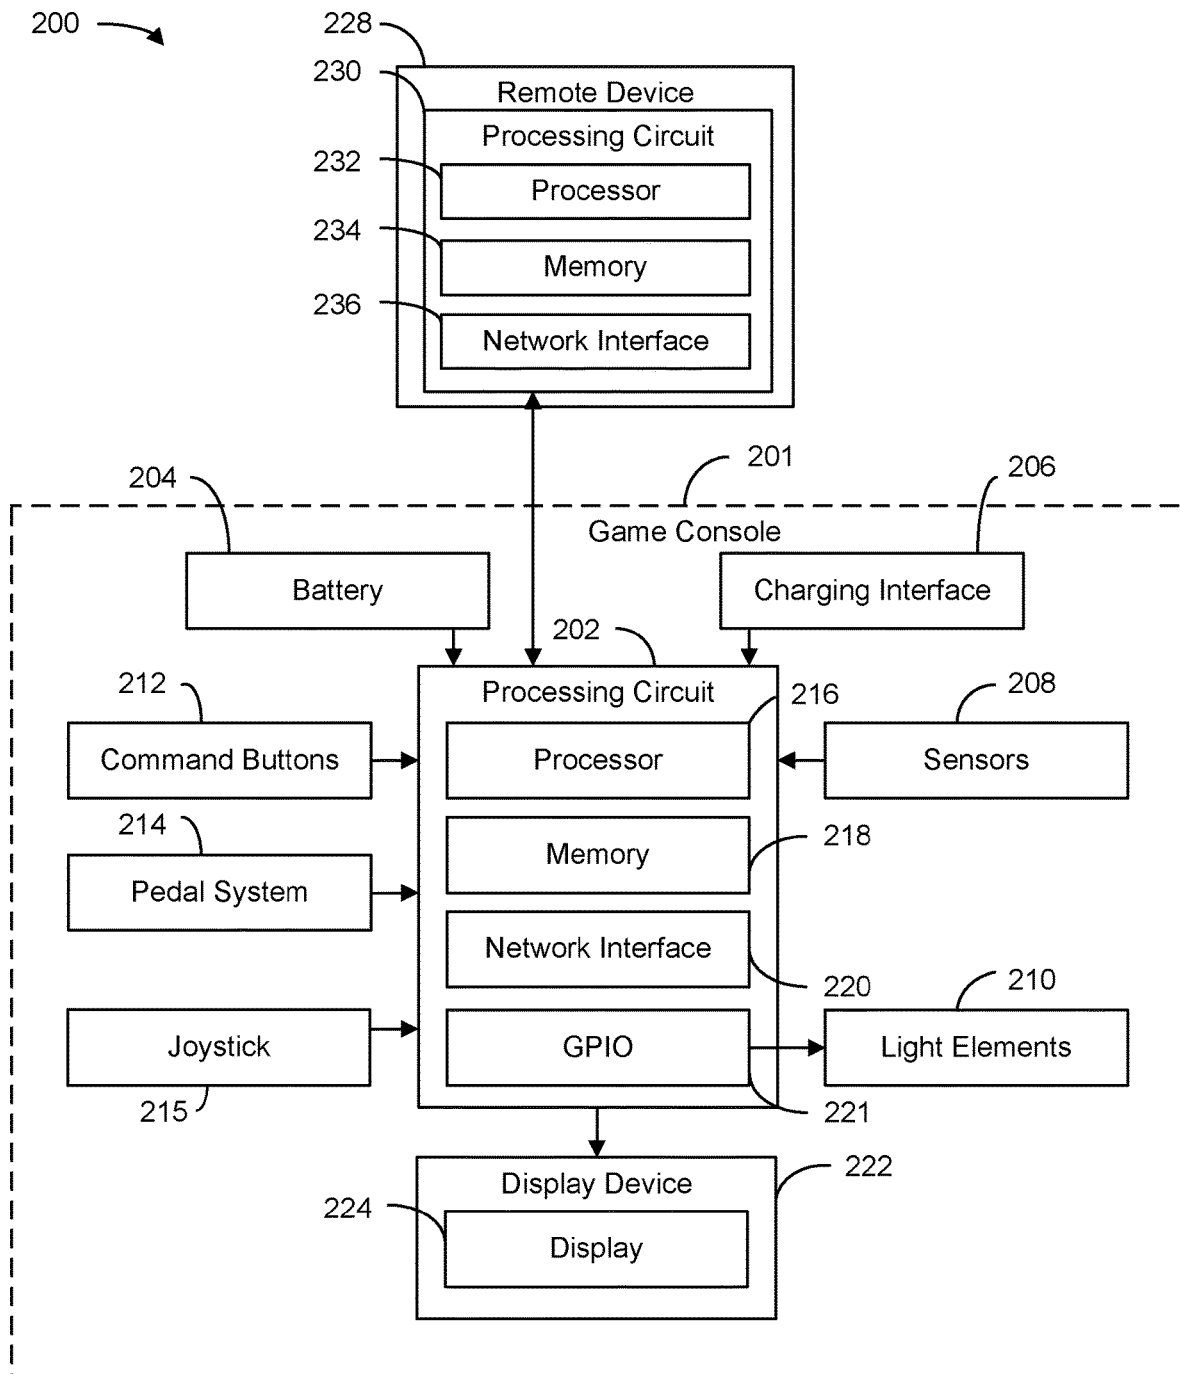 200
228
230
Remote Device
Processing Circuit
232
Processor
234
Memory
236
Network Interface
201
204
206
Game Console
Battery
Charging Interface
202
212
Processing Circuit
216
208
Command Buttons
Processor
Sensors
214
218
Memory
Pedal System
Network Interface
220
210
Joystick
GPIO
Light Elements
215
221
222
Display Device
224
Display